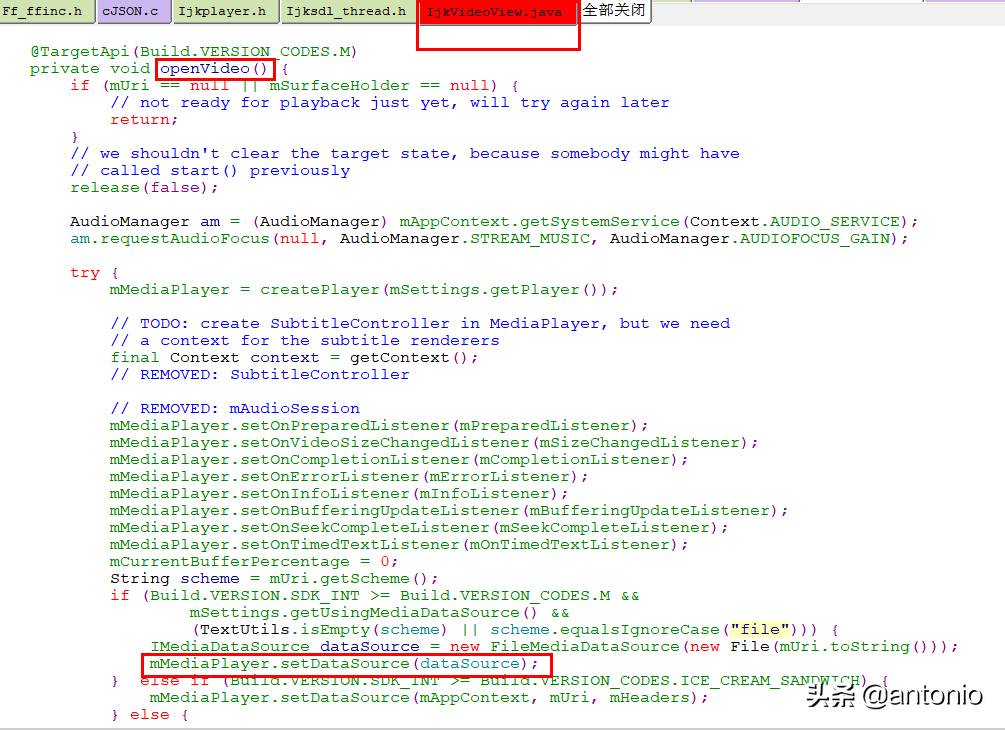 Ff_ffinc.h cJSON.c Ijkplayer.h Ijksdl_thread.h IjkVideoView.java 全部关闭
@TargetApi(Build.VERSION_CODES.M)
private void openVideo() {
if (mUri == null || mSurfaceHolder == null) {
// not ready for playback just yet, will try again later
return;
}
// we shouldn't clear the target state, because somebody might have
// called start() previously
release(false);
AudioManager am = (AudioManager) mAppContext.getSystemService(Context.AUDIO_SERVICE);
am.requestAudioFocus(null, AudioManager.STREAM_MUSIC, AudioManager.AUDIOFOCUS_GAIN);
try {
mMediaPlayer = createPlayer(mSettings.getPlayer());
// TODO: create SubtitleController in MediaPlayer, but we need
// a context for the subtitle renderers
final Context context = getContext();
// REMOVED: SubtitleController
// REMOVED: mAudioSession
mMediaPlayer.setOnPreparedListener(mPreparedListener);
mMediaPlayer.setOnVideoSizeChangedListener(mSizeChangedListener);
mMediaPlayer.setOnCompletionListener(mCompletionListener);
mMediaPlayer.setOnErrorListener(mErrorListener);
mMediaPlayer.setOnInfoListener(mInfoListener);
mMediaPlayer.setOnBufferingUpdateListener(mBufferingUpdateListener);
mMediaPlayer.setOnSeekCompleteListener(mSeekCompleteListener);
mMediaPlayer.setOnTimedTextListener(mOnTimedTextListener);
mCurrentBufferPercentage = 0;
String scheme = mUri.getScheme();
if (Build.VERSION.SDK_INT >= Build.VERSION_CODES.M &&
mSettings.getUsingMediaDataSource() &&
(TextUtils.isEmpty(scheme) || scheme.equalsIgnoreCase("file"))) {
IMediaDataSource dataSource = new FileMediaDataSource(new File(mUri.toString()));
mMediaPlayer.setDataSource(dataSource);
} else if (Build.VERSION.SDK_INT >= Build.VERSION_CODES.ICE_CREAM_SANDWICH) {
mMediaPlayer.setDataSource(mAppContext, mUri, mHeaders);
} else {
头条 @antonio